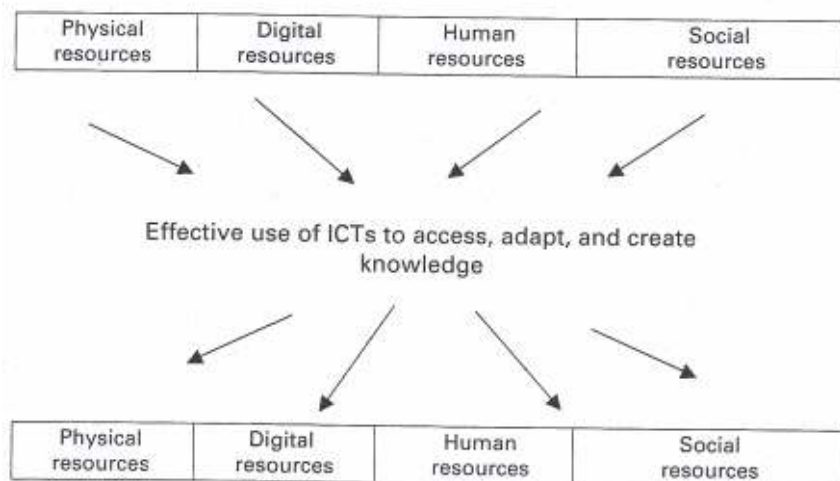 Physical resources
Digital resources
Human resources
Social resources
Effective use of ICTs to access, adapt, and create
knowledge
Physical resources
Digital resources
Human resources
Social resources